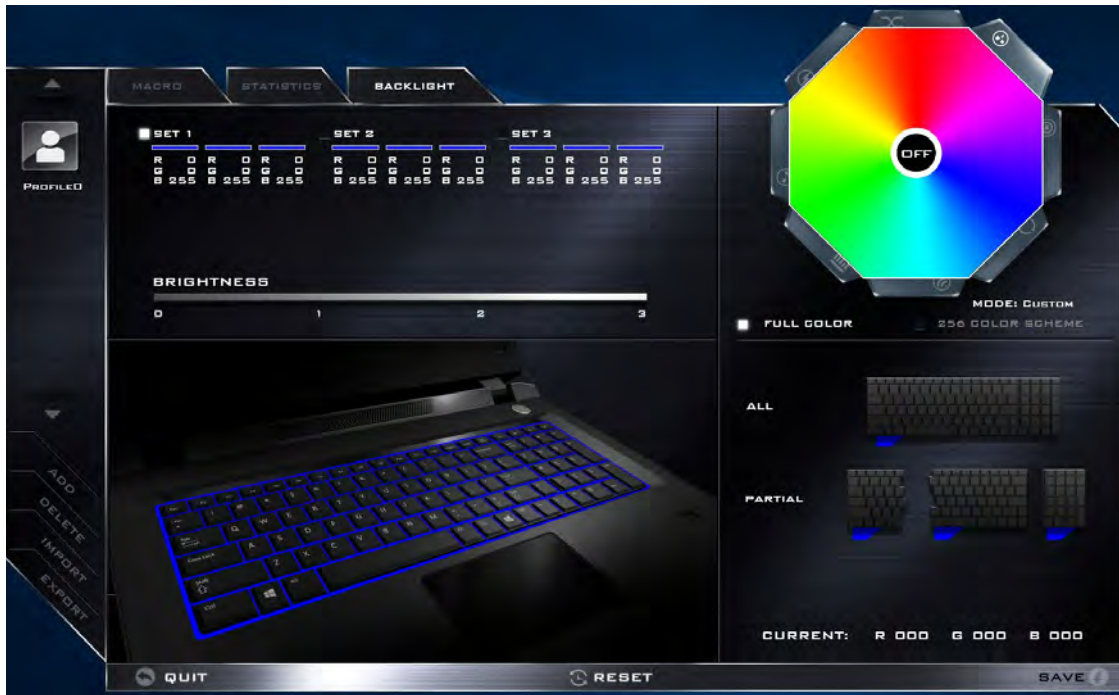 MACRO STATISTICS BACKLIGHT
OFF
PROFILE0
SET 1 SET 2 SET 3
R 0 R 0 R 0 R 0 R 0 R 0 R 0 R 0 R 0
G 0 G 0 G 0 G 0 G 0 G 0 G 0 G 0 G 0
B 255 B 255 B 255 B 255 B 255 B 255 B 255 B 255 B 255
BRIGHTNESS
0 1 2 3
MODE: CUSTOM
FULL COLOR 256 COLOR SCHEME
ALL
PARTIAL
ADD
DELETE
IMPORT
EXPORT
CURRENT: R 000 G 000 B 000
QUIT RESET SAVE